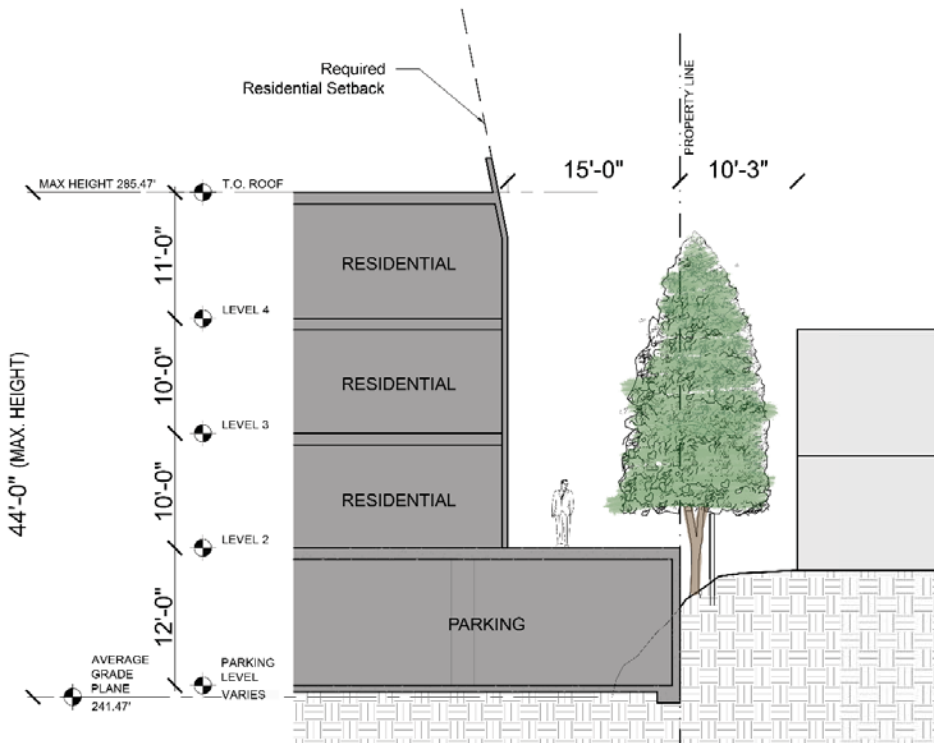 Required
Residential Setback
PROPERTY LINE
15'-0"
10'-3"
MAX HEIGHT 285.47'
T.O. ROOF
11'-0"
RESIDENTIAL
LEVEL 4
10'-0"
RESIDENTIAL
LEVEL 3
44'-0" (MAX. HEIGHT)
10'-0"
RESIDENTIAL
LEVEL 2
12'-0"
PARKING
AVERAGE
GRADE
PLANE
241.47'
PARKING
LEVEL
VARIES